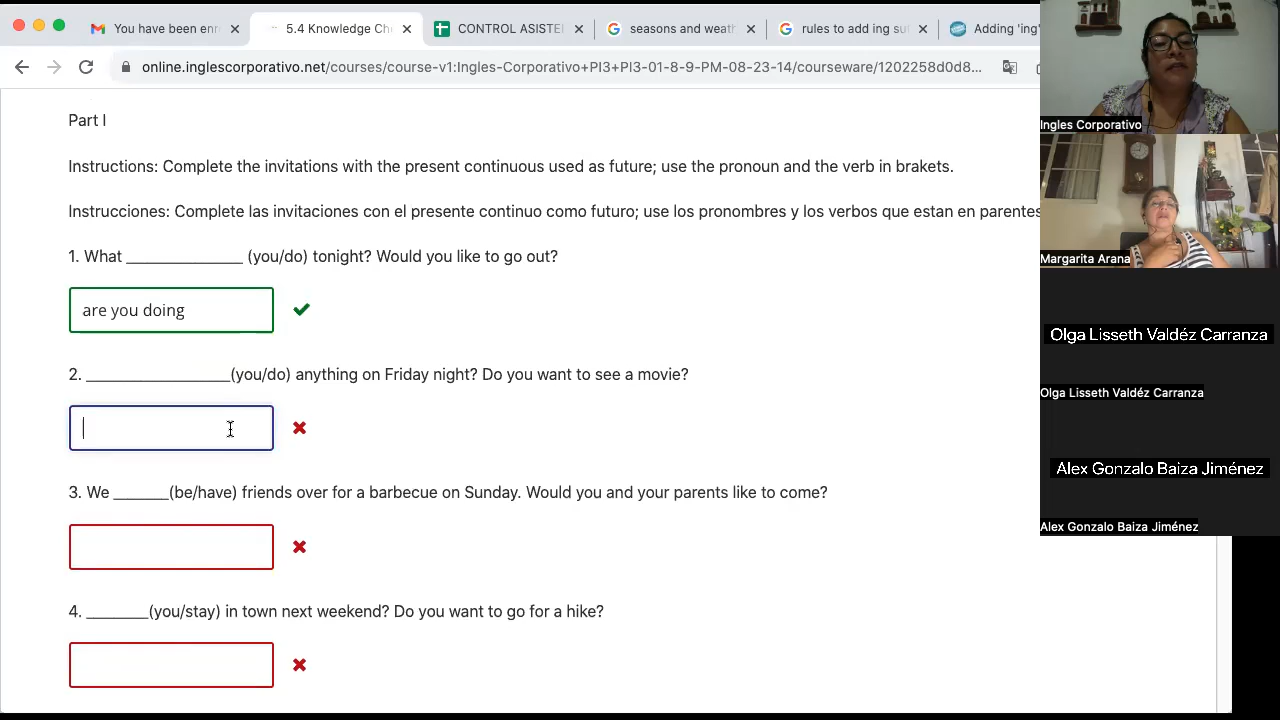 You have been enr
5.4 Knowledge Ch
CONTROL ASISTE
seasons and weath
rules to add ing su
Adding 'ing'
online.inglescorporativo.net/courses/course-v1:Ingles-Corporativo+PI3+PI3-01-8-9-PM-08-23-14/courseware/1202258d0d8...
Part I
Instructions: Complete the invitations with the present continuous used as future; use the pronoun and the verb in brakets.
Instrucciones: Complete las invitaciones con el presente continuo como futuro; use los pronombres y los verbos que estan en parentes
1. What ______________ (you/do) tonight? Would you like to go out?
are you doing
2. _________________(you/do) anything on Friday night? Do you want to see a movie?
3. We _______(be/have) friends over for a barbecue on Sunday. Would you and your parents like to come?
4. ________(you/stay) in town next weekend? Do you want to go for a hike?
Ingles Corporativo
Margarita Arana
Olga Lisseth Valdéz Carranza
Olga Lisseth Valdéz Carranza
Alex Gonzalo Baiza Jiménez
Alex Gonzalo Baiza Jiménez